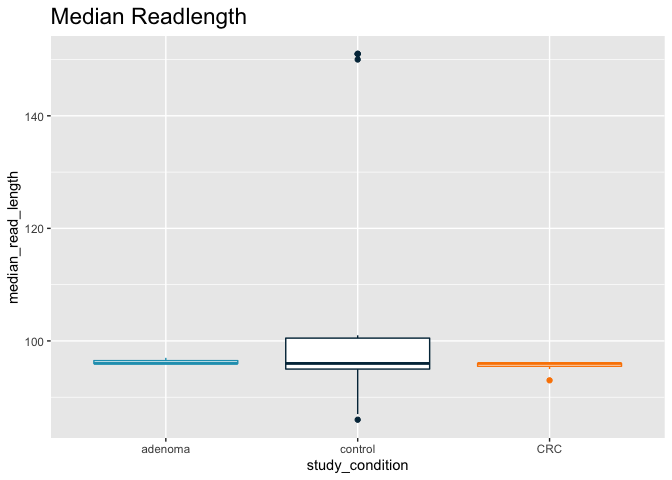 Median Readlength
median_read_length
140
120
100
adenoma
control
CRC
study_condition